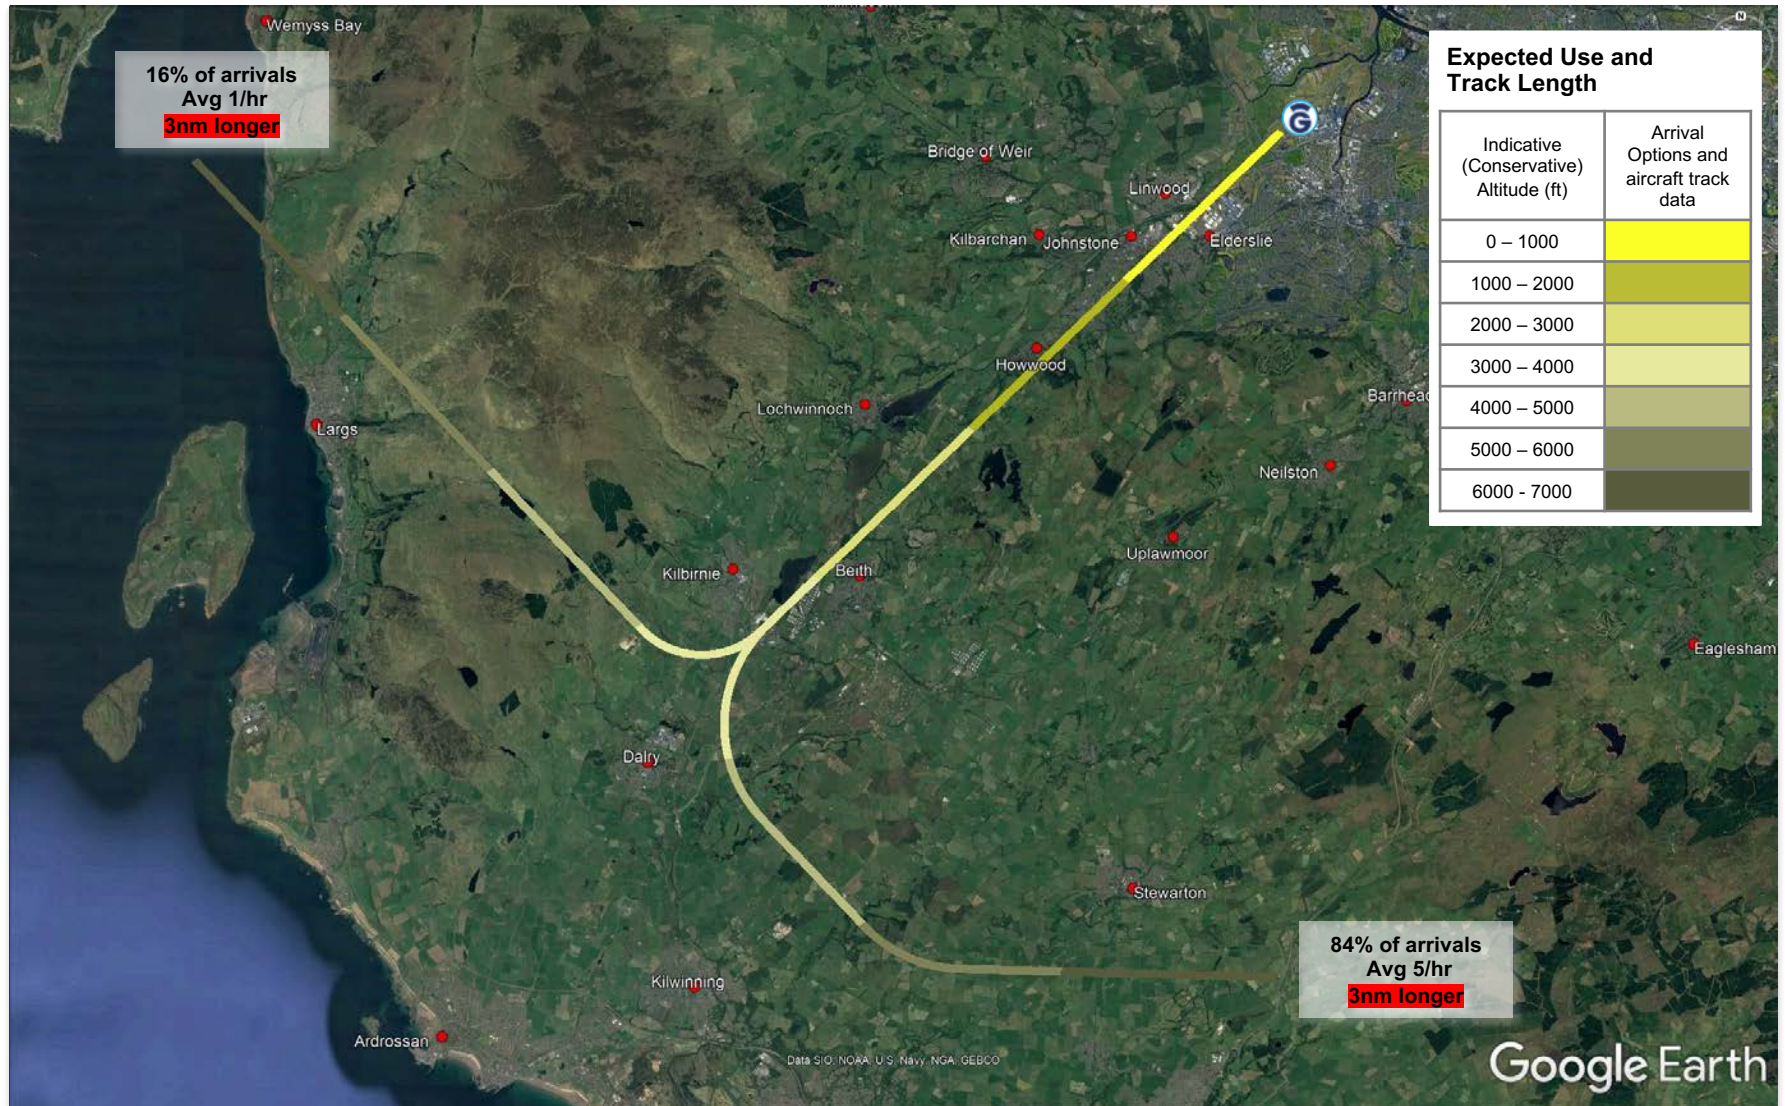 Wemyss Bay
16% of arrivals
Avg 1/hr
3nm longer
N
Expected Use and
Track Length
Indicative
(Conservative)
Altitude (ft)
Arrival
Options and
aircraft track
data
0 – 1000
1000 – 2000
2000 – 3000
3000 – 4000
4000 – 5000
5000 – 6000
6000 - 7000
G
Bridge of Weir
Linwood
Kilbarchan
Johnstone
Elderslie
Howwood
Lochwinnoch
Largs
Neilston
Uplawmoor
Kilbirnie
Beith
Eaglesham
Dalry
Stewarton
84% of arrivals
Avg 5/hr
3nm longer
Kilwinning
Ardrossan
Data SIO, NOAA, U.S. Navy, NGA, GEBCO
Google Earth